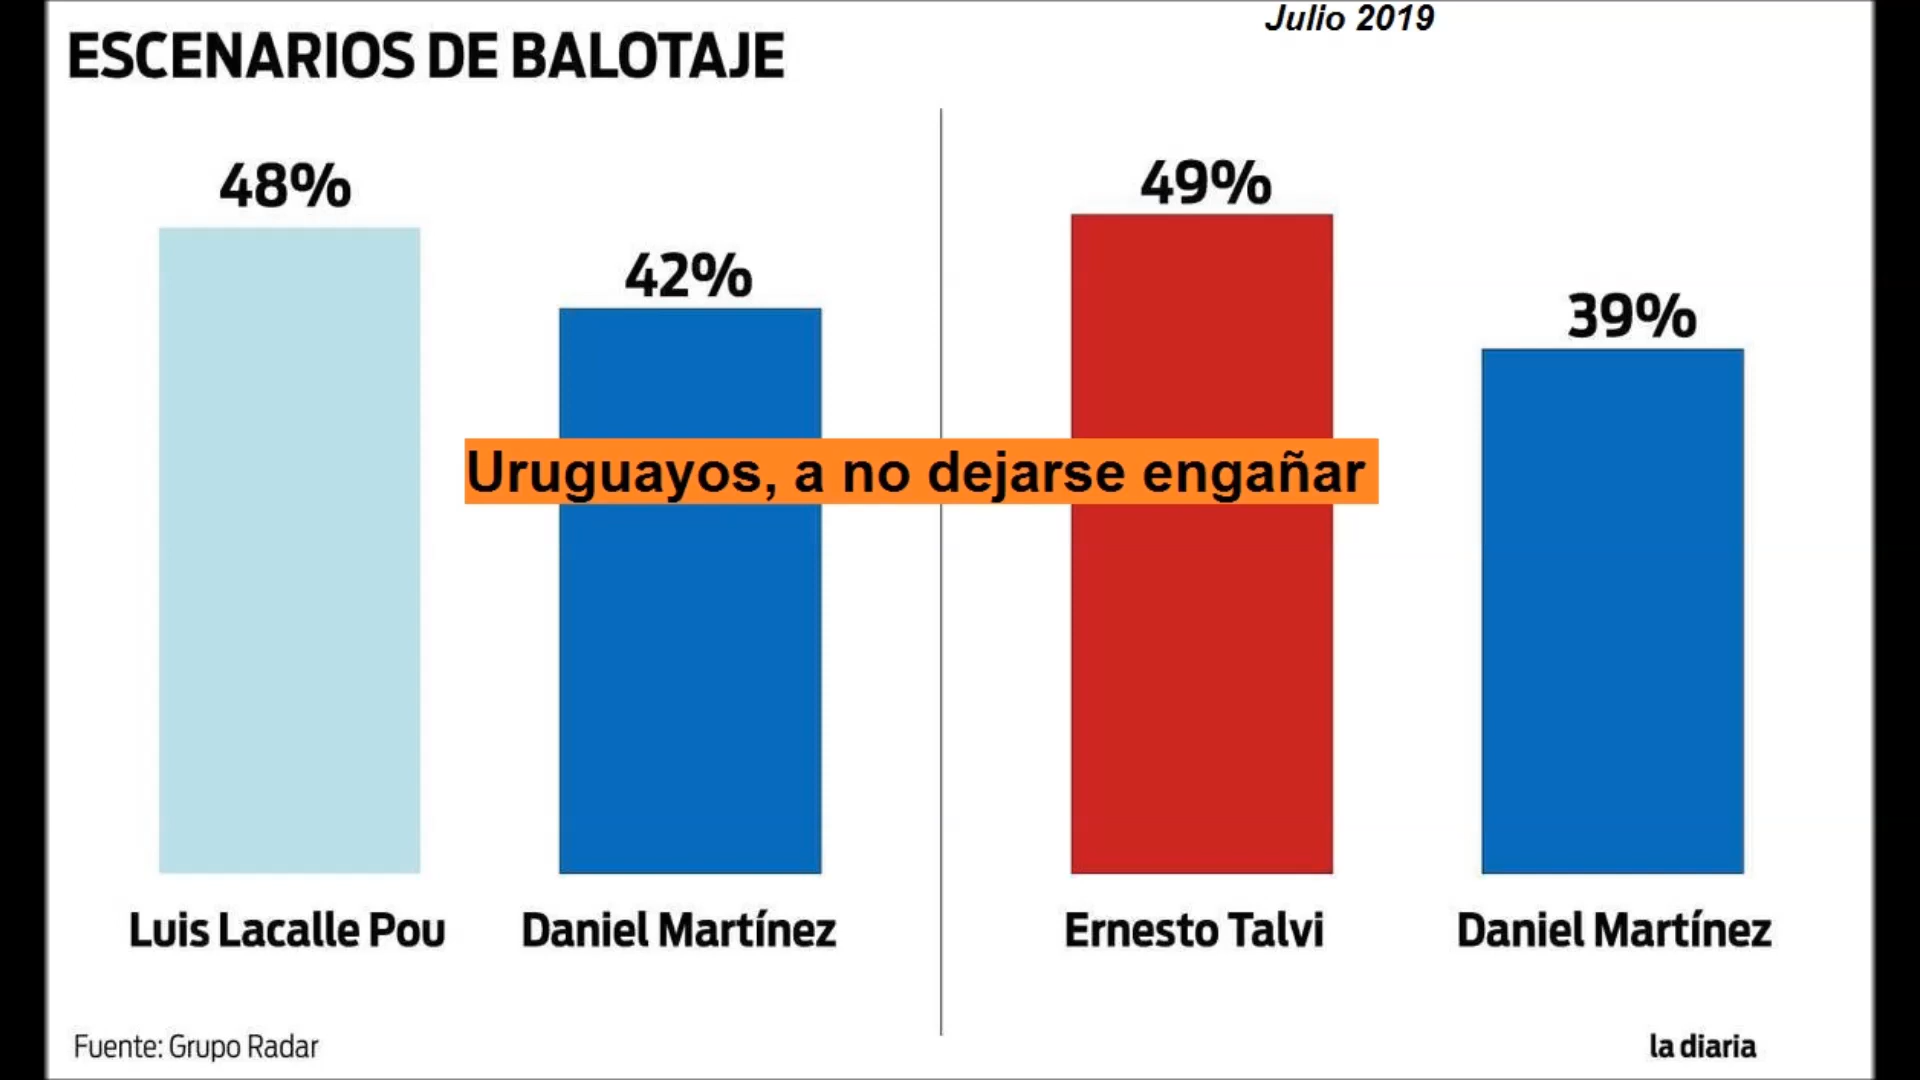 Julio 2019
ESCENARIOS DE BALOTAJE
48%
42%
49%
39%
Uruguayos, a no dejarse engañar
Luis Lacalle Pou
Daniel Martínez
Ernesto Talvi
Daniel Martínez
Fuente: Grupo Radar
la diaria